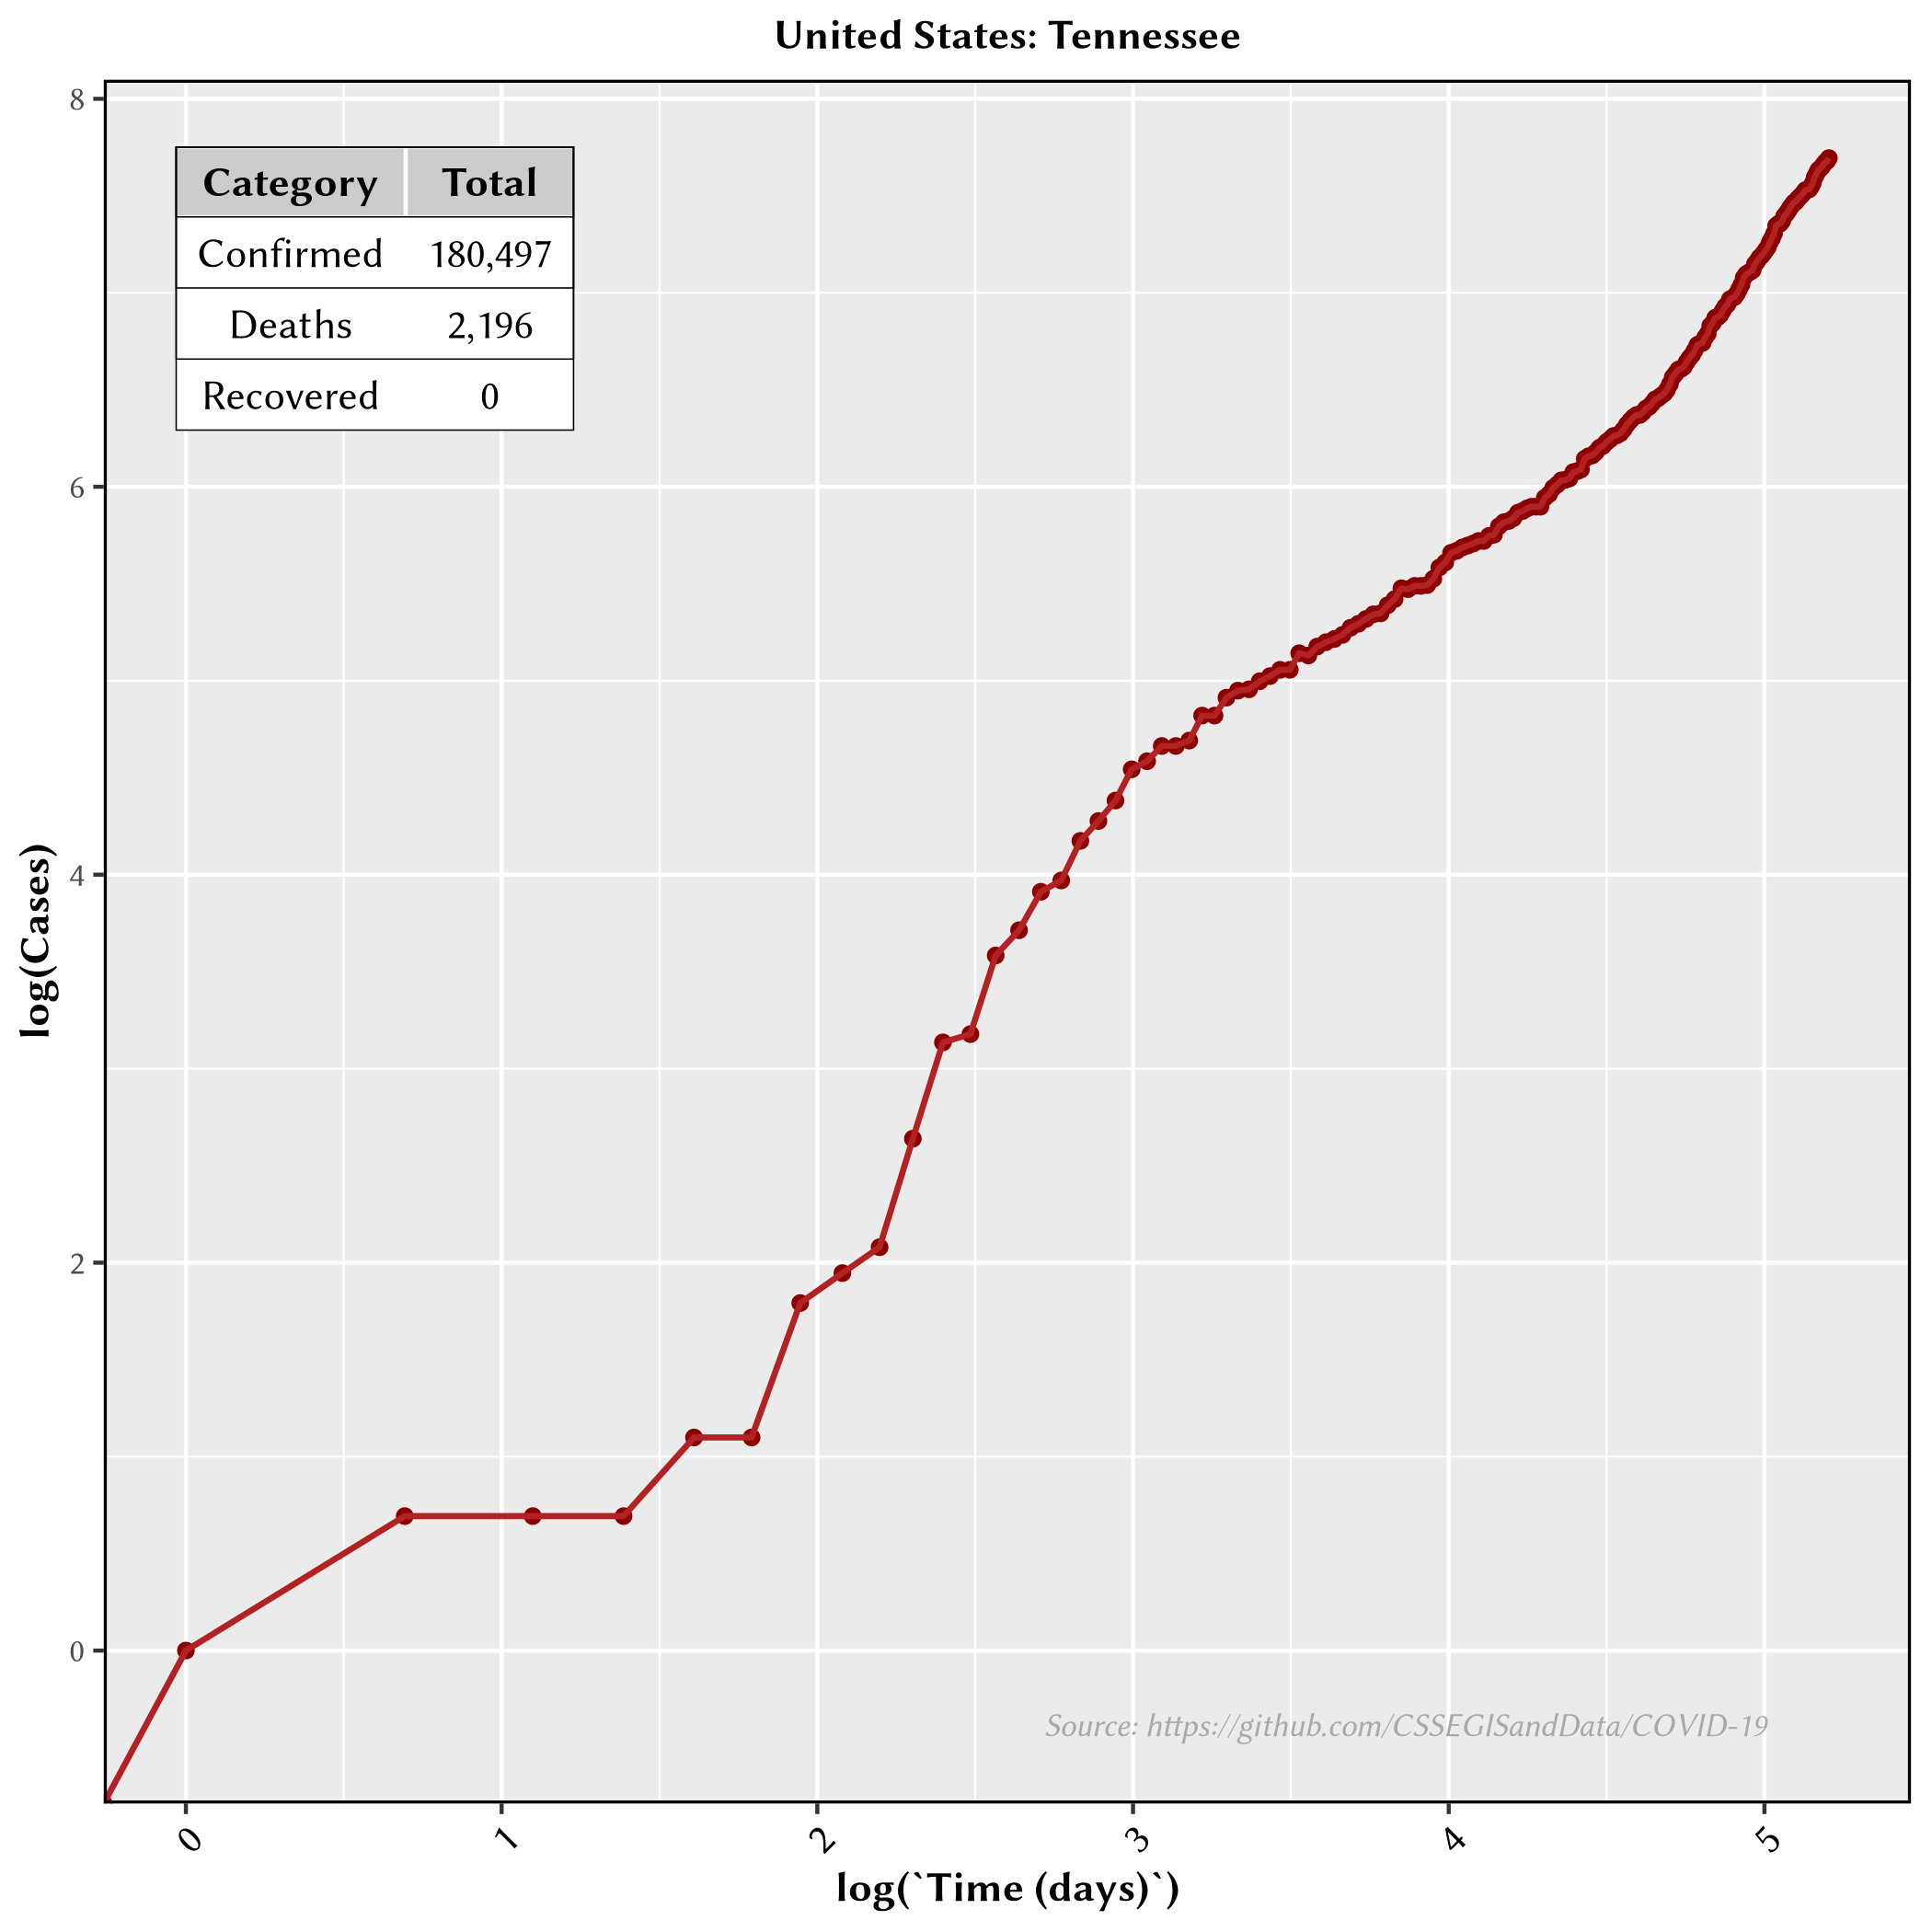 United States: Tennessee
8
6
4
2
0
Category Total
Confirmed 180,497
Deaths 2,196
Recovered 0
log(Cases)
Source: https://github.com/CSSEGISandData/COVID-19
0 1 2 3 4 5
log(`Time (days)`)